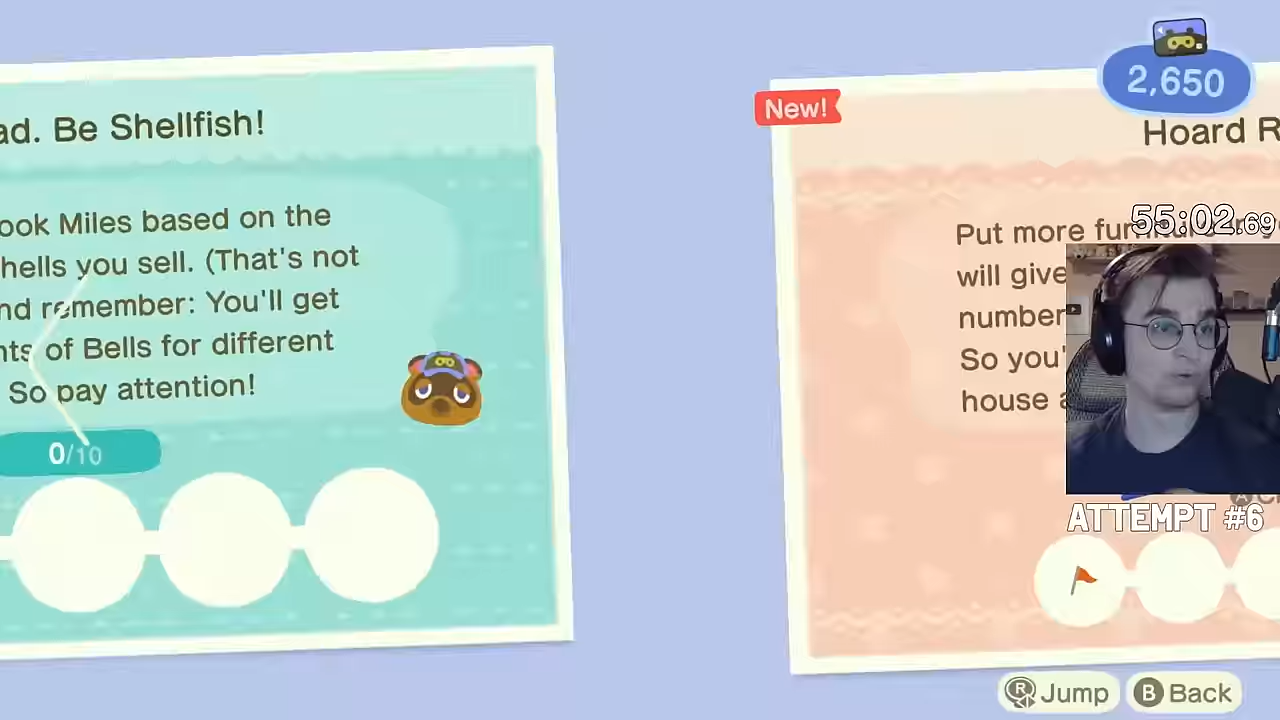 ad. Be Shellfish!
ook Miles based on the
hells you sell. (That's not
nd remember: You'll get
nts of Bells for different
So pay attention!
0/10
New!
2,650
Hoard R
Put more
will give
number
So you'
house
55:02.69
ATTEMPT #6
Jump
B Back